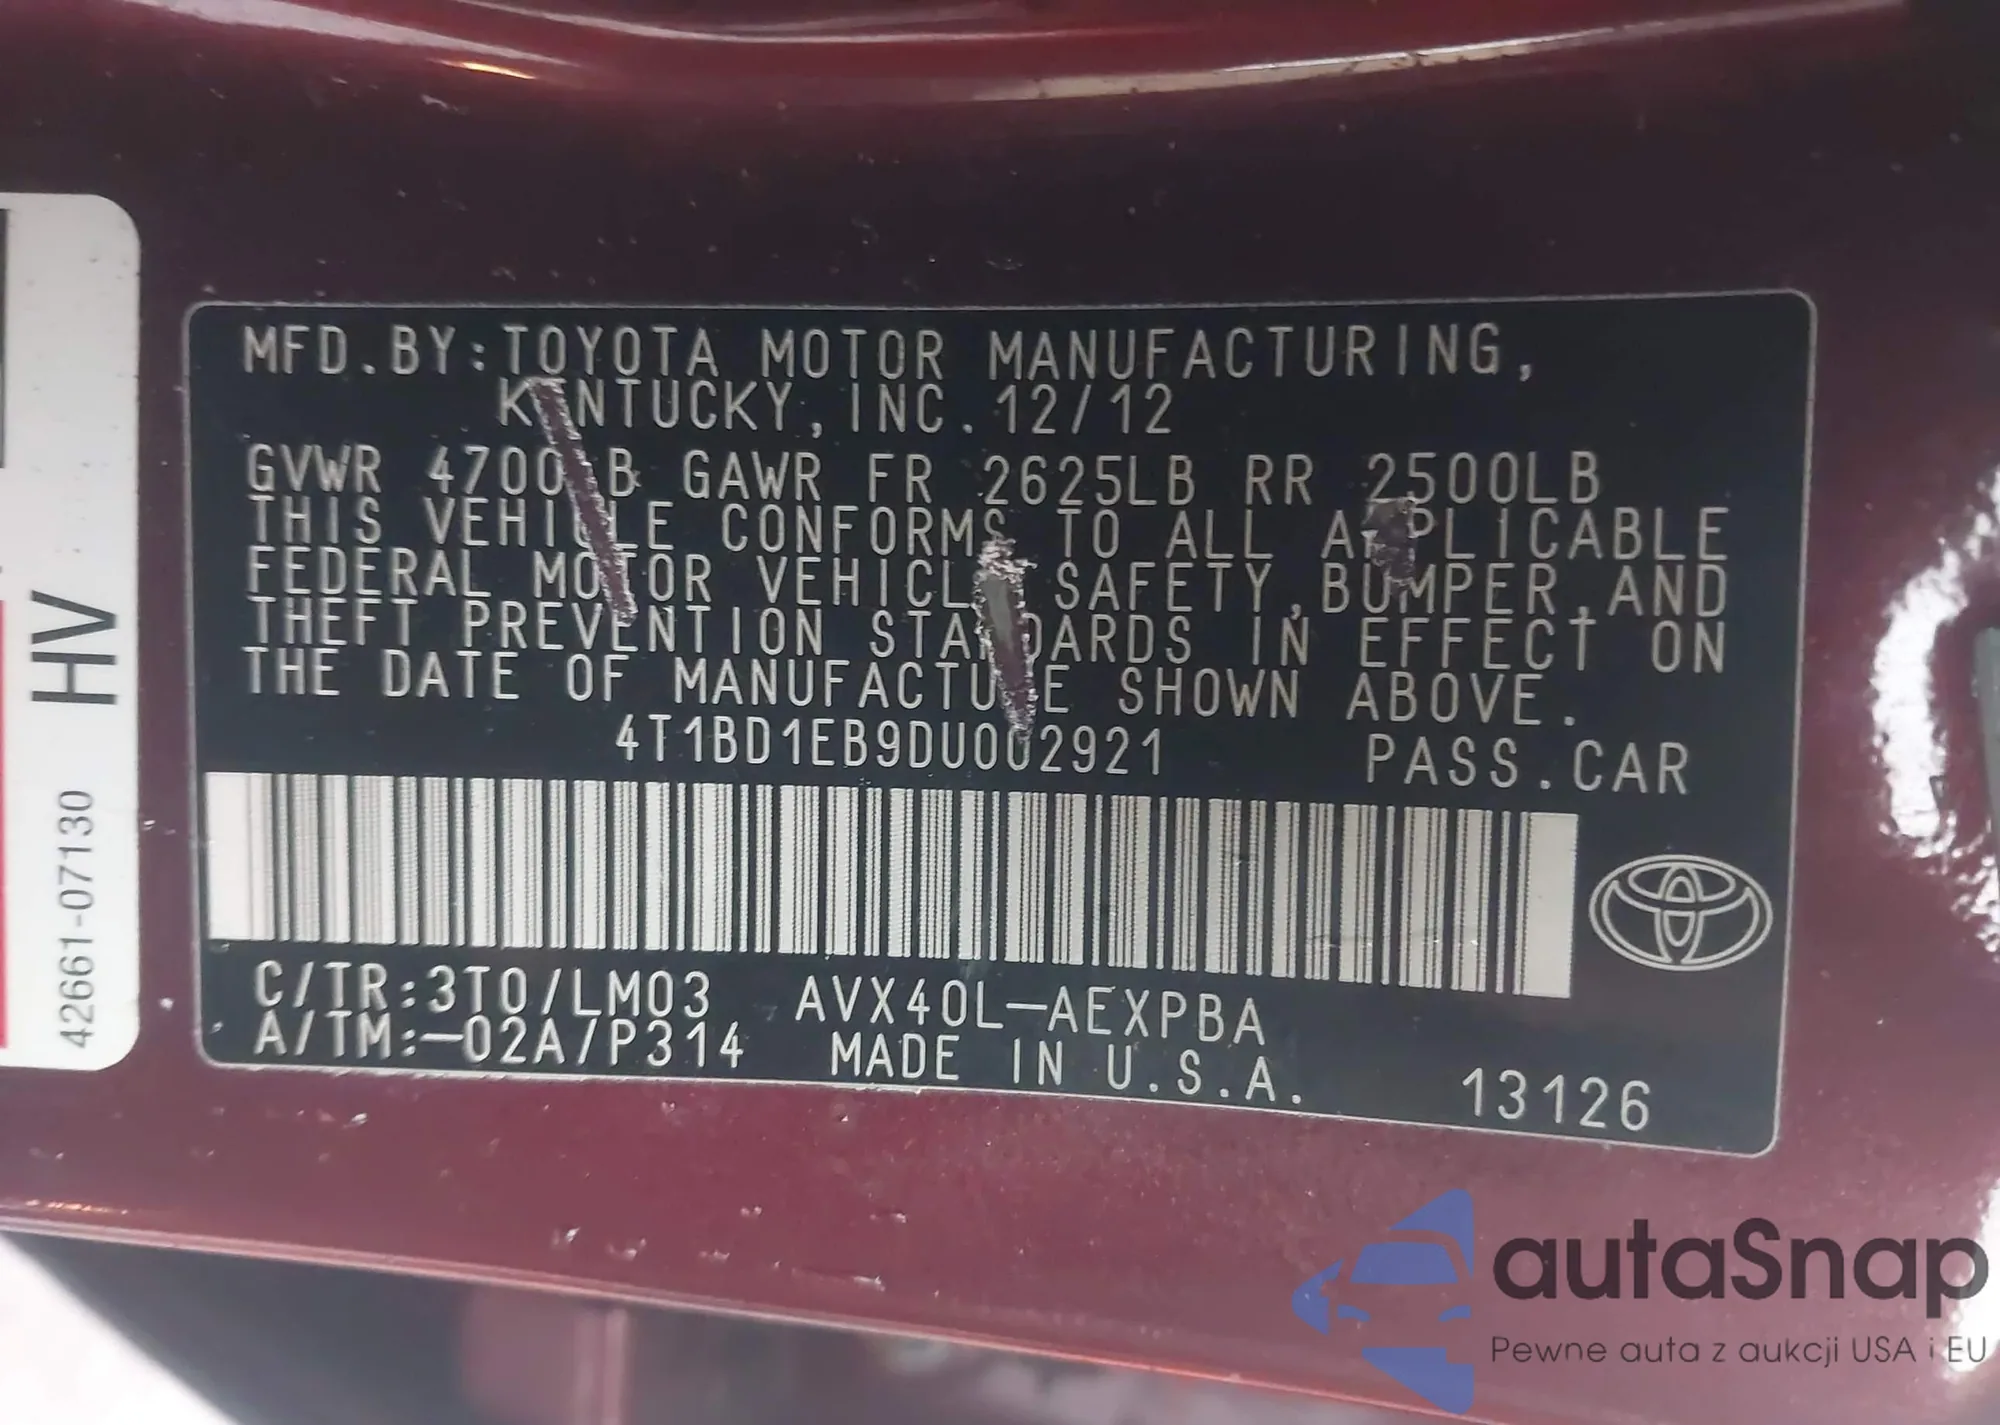 MFD.BY:TOYOTA MOTOR MANUFACTURING,
KENTUCKY, INC. 12/12
GVWR 4700LB GAWR FR 2625LB RR 2500LB
THIS VEHICLE CONFORMS TO ALL APPLICABLE
FEDERAL MOTOR VEHICLE SAFETY, BUMPER, AND
THEFT PREVENTION STANDARDS IN EFFECT ON
THE DATE OF MANUFACTURE SHOWN ABOVE.
4T1BD1EB9DU002921 PASS.CAR
C/TR:3T0/LM03 AVX40L-AEXPBA
A/TM:-02A/P314 MADE IN U.S.A.
13126
HV
42661-07130
autaSnap
Pewne auta z aukcji USA i EU